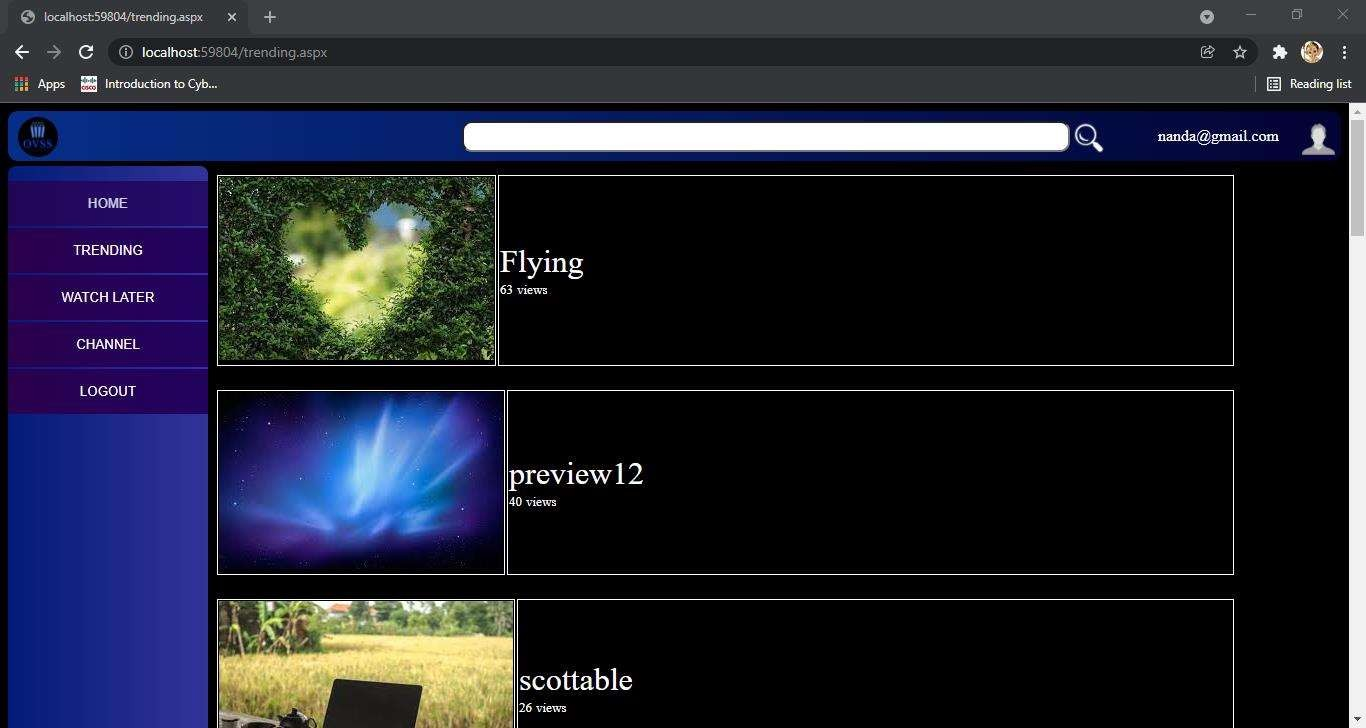 localhost:59804/trending.aspx
localhost:59804/trending.aspx
Apps
Introduction to Cyb...
Reading list
OVSS
nanda@gmail.com
HOME
TRENDING
WATCH LATER
CHANNEL
LOGOUT
Flying
63 views
preview12
40 views
scottable
26 views